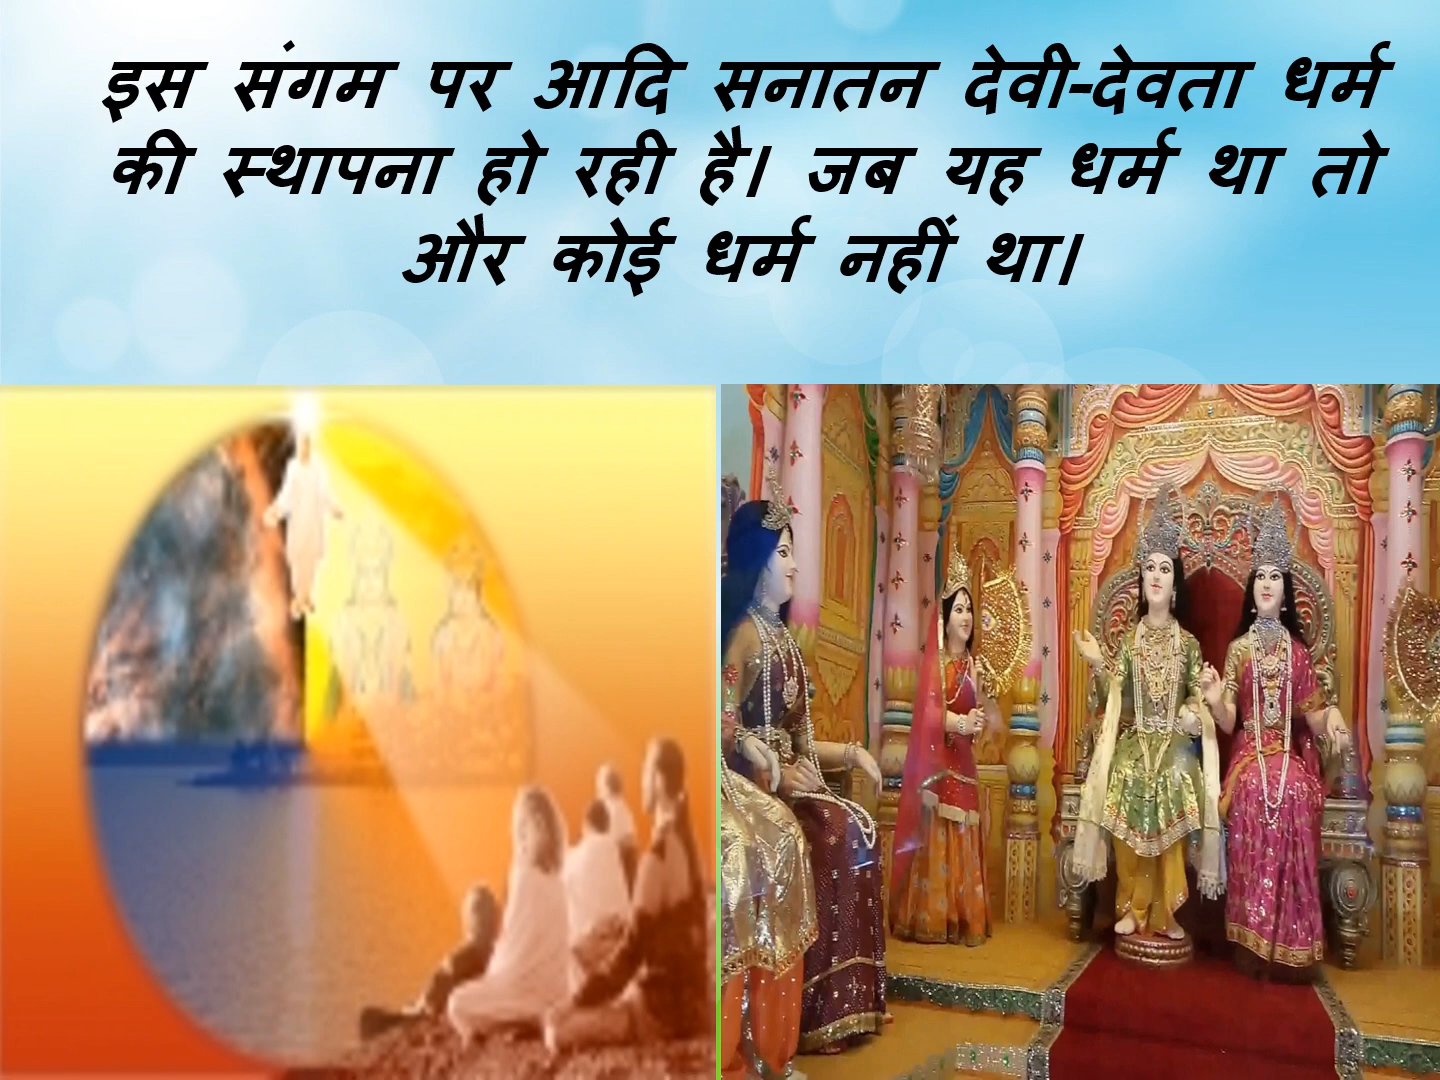 इस संगम पर आदि सनातन देवी-देवता धर्म
की स्थापना हो रही है। जब यह धर्म था तो
और कोई धर्म नहीं था।